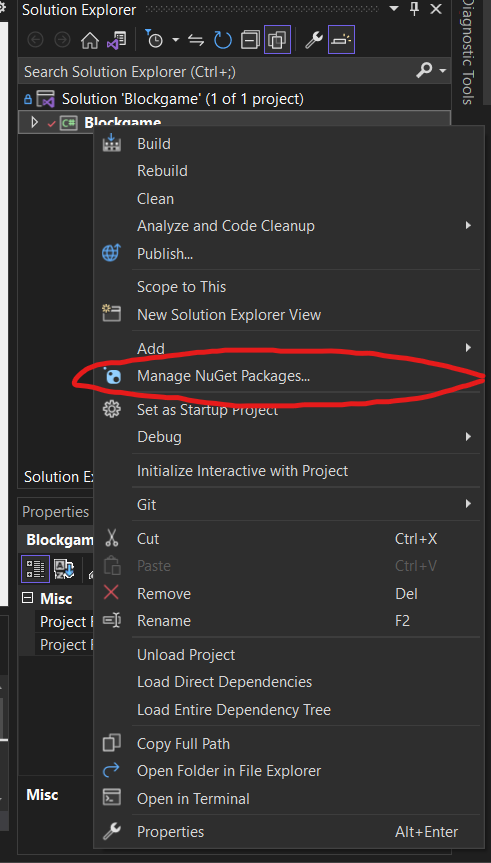 Solution Explorer
Diagnostic Tools
Search Solution Explorer (Ctrl+;)
Solution 'Blockgame' (1 of 1 project)
C# Blockgame
Build
Rebuild
Clean
Analyze and Code Cleanup
Publish...
Scope to This
New Solution Explorer View
Add
Manage NuGet Packages...
Set as Startup Project
Debug
Initialize Interactive with Project
Solution Ex
Git
Properties
Cut Ctrl+X
Blockgam
Paste Ctrl+V
Remove Del
Misc
Rename F2
Project F
Project F
Unload Project
Load Direct Dependencies
Load Entire Dependency Tree
Copy Full Path
Open Folder in File Explorer
Misc
Open in Terminal
Properties Alt+Enter